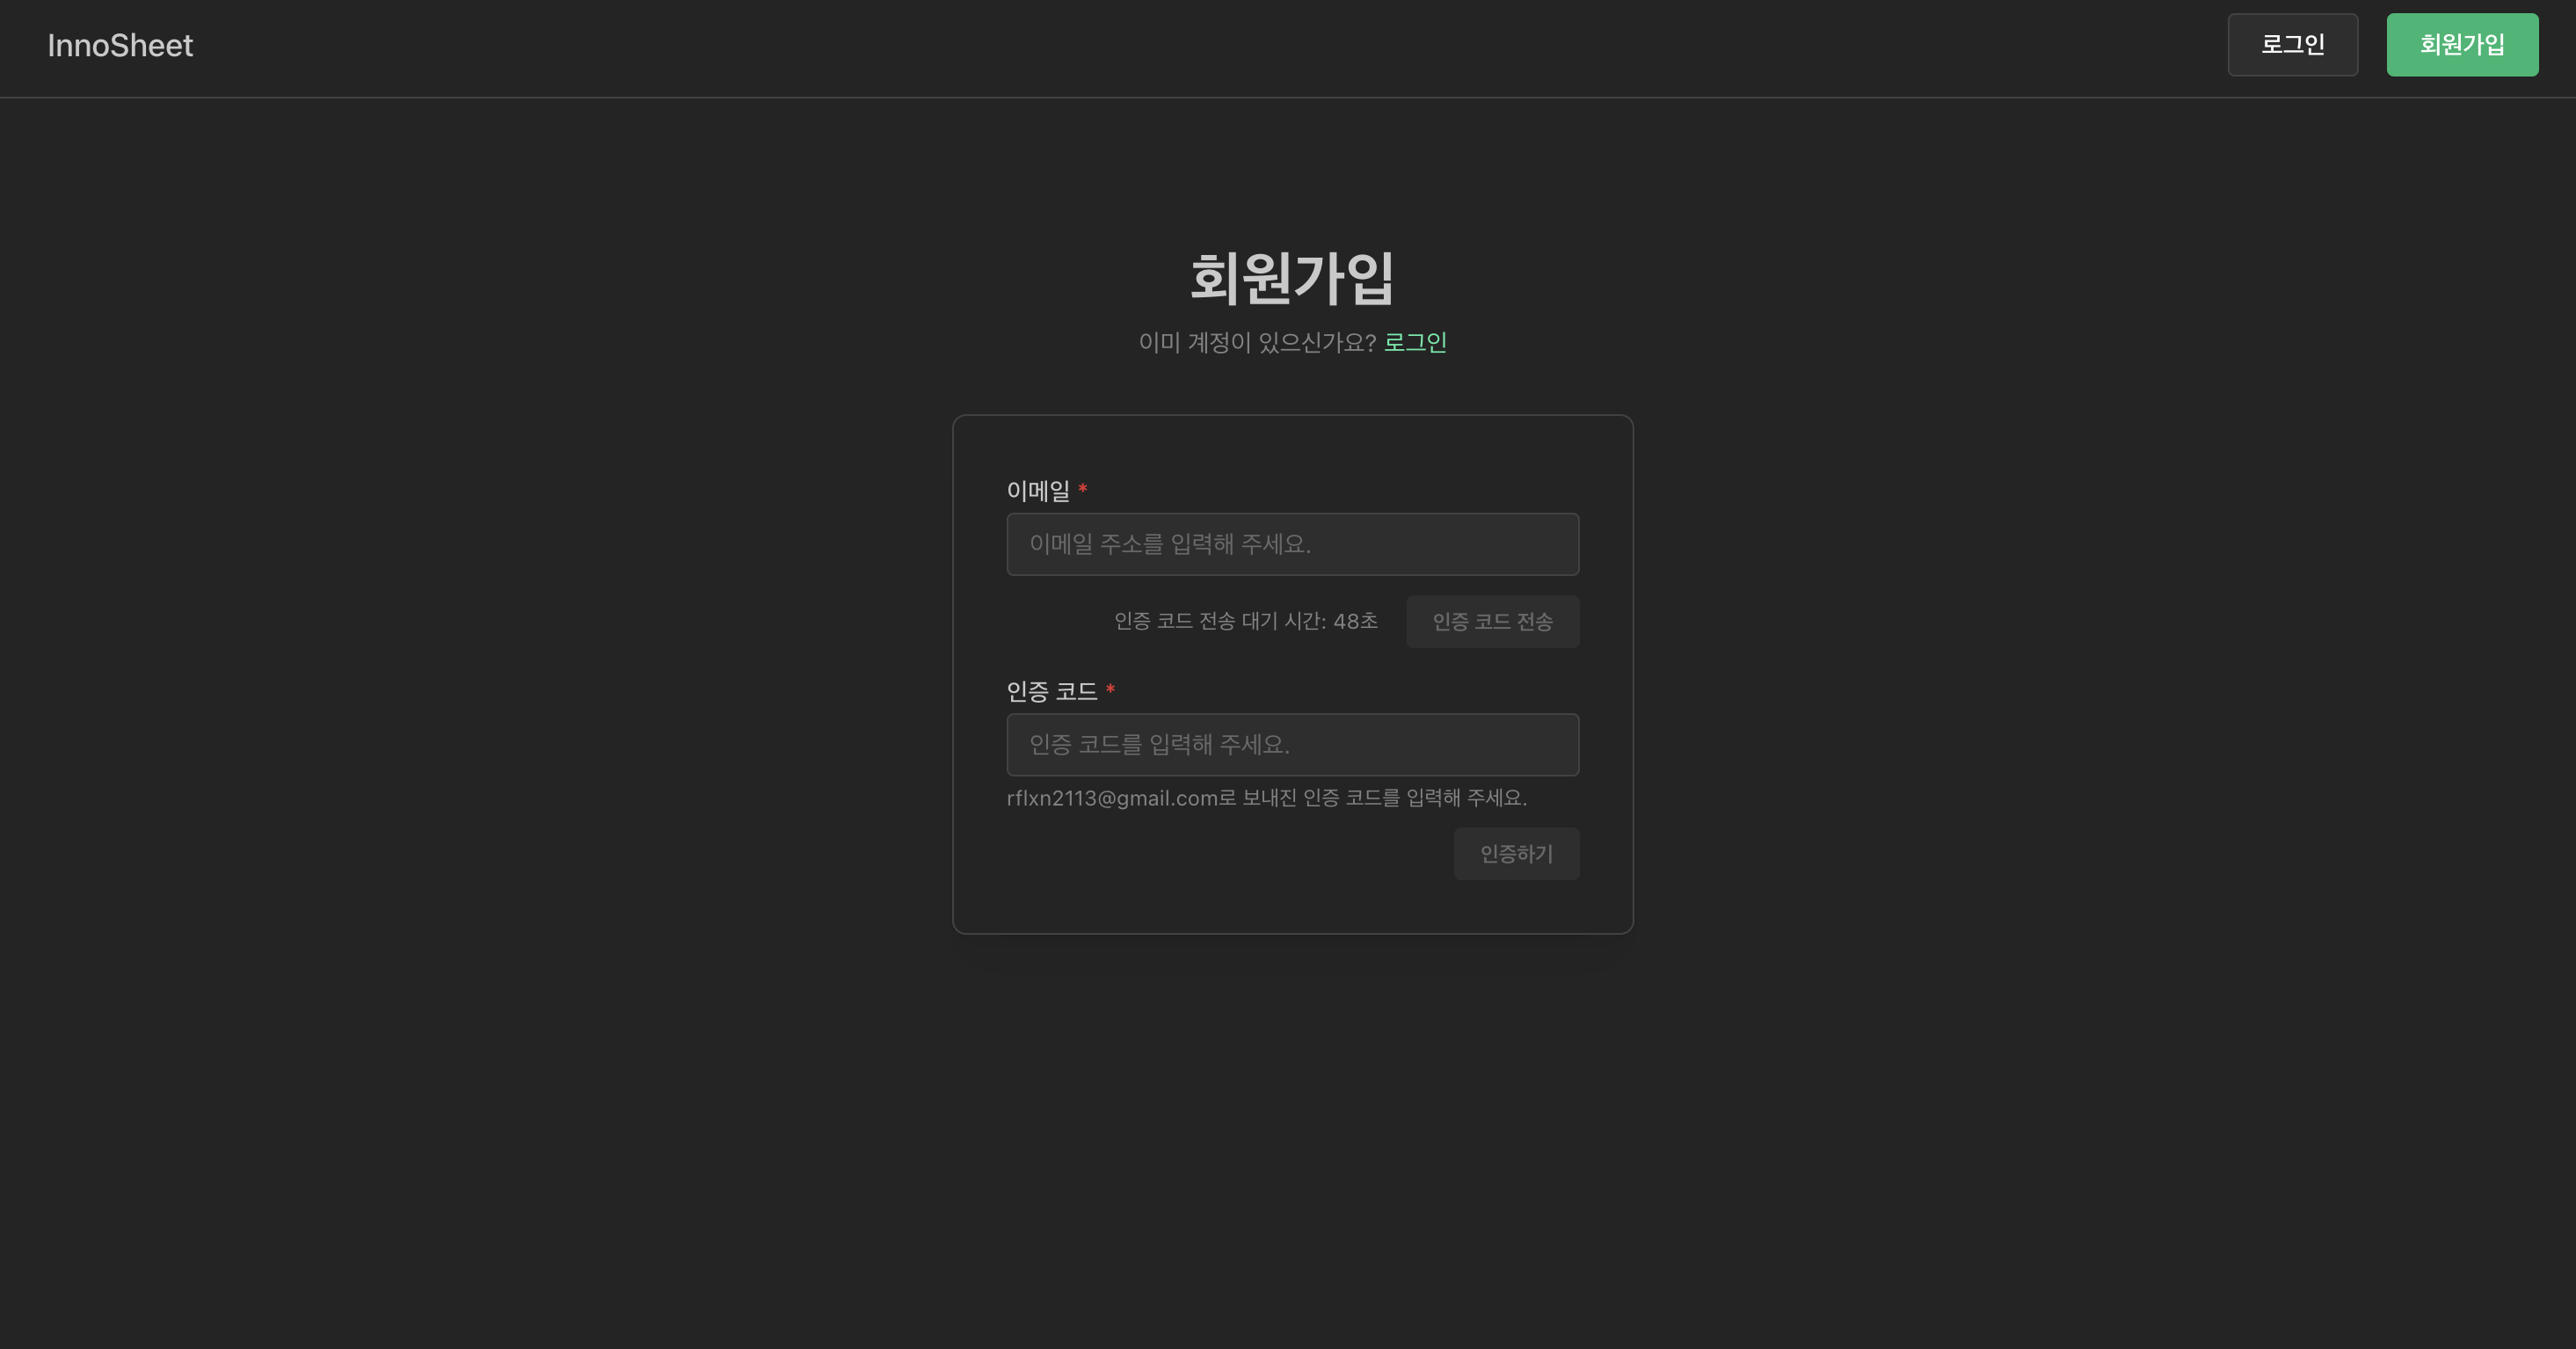 InnoSheet
로그인
회원가입
회원가입
이미 계정이 있으신가요? 로그인
이메일 *
이메일 주소를 입력해 주세요.
인증 코드 전송 대기 시간: 48초
인증 코드 전송
인증 코드 *
인증 코드를 입력해 주세요.
rflxn2113@gmail.com로 보내진 인증 코드를 입력해 주세요.
인증하기